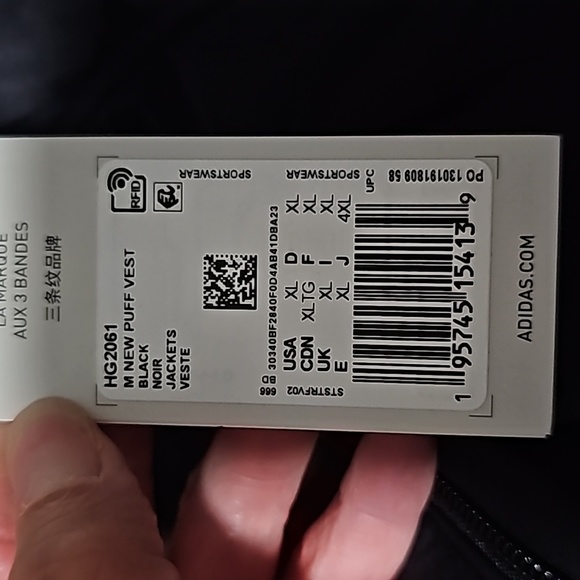 LA MARQUE
AUX 3 BANDES
三条纹品牌
RFID
SPORTSWEAR
HG2061
M NEW PUFF VEST
BLACK
NOIR
JACKETS
VESTE
666
30340BF2840F0D4AB41DBA23
SPORTSWEAR
USA XL D XL
CDN XLTG F XL
UK XL I XL
E XL J 4XL
STSTRFV02
UPC
1 95745 15413 9
PO 130191809 58
ADIDAS.COM